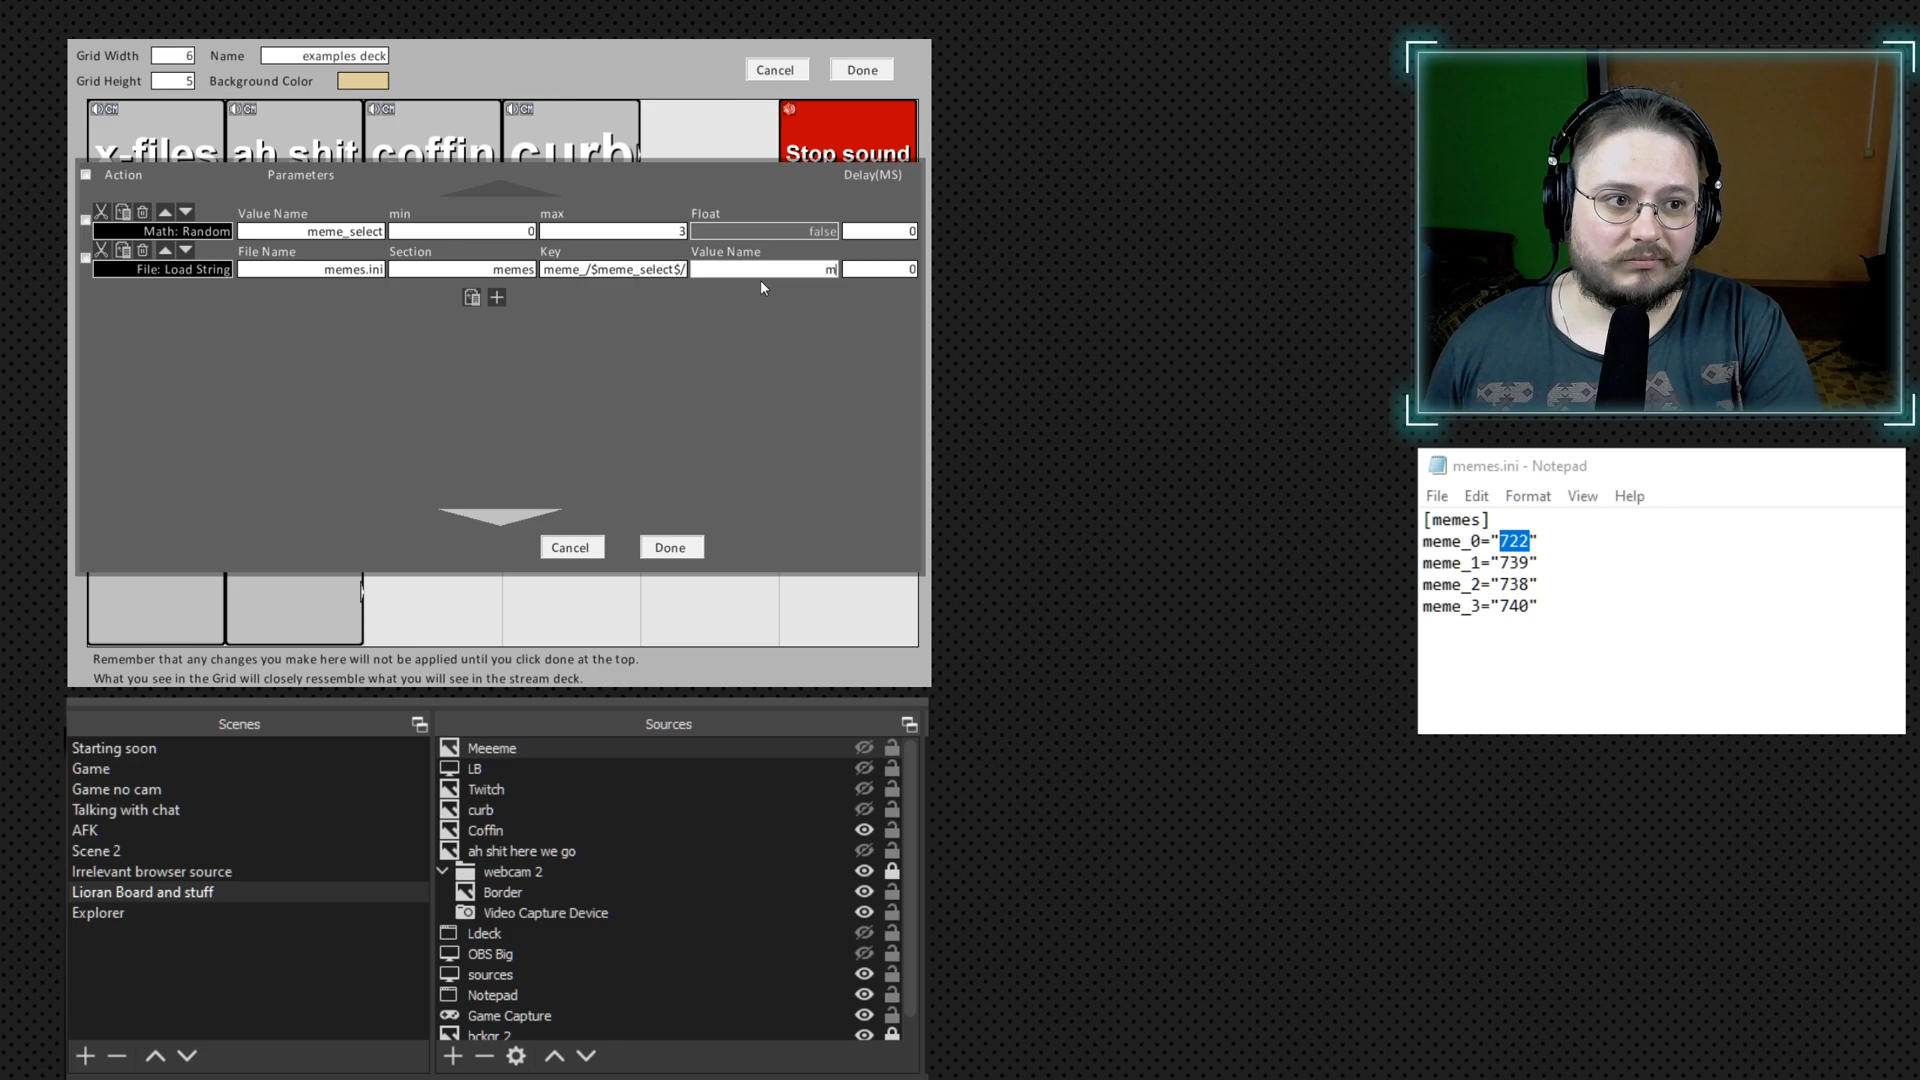 Grid Width 6 Name examples deck
Grid Height 5 Background Color
Cancel Done
CH CH CH CH
x-files ah shit coffin curb Stop sound
Action Parameters Delay(MS)
Value Name min max Float
Math: Random meme_select 0 3 false 0
File Name Section Key Value Name
File: Load String memes.ini memes meme_/$meme_select$/ m 0
Cancel Done
Remember that any changes you make here will not be applied until you click done at the top.
What you see in the Grid will closely ressemble what you will see in the stream deck.
Scenes
Starting soon
Game
Game no cam
Talking with chat
AFK
Scene 2
Irrelevant browser source
Lioran Board and stuff
Explorer
Sources
Meeeme
LB
Twitch
curb
Coffin
ah shit here we go
webcam 2
Border
Video Capture Device
Ldeck
OBS Big
sources
Notepad
Game Capture
bckgr 2
memes.ini - Notepad
File Edit Format View Help
[memes]
meme_0="722"
meme_1="739"
meme_2="738"
meme_3="740"